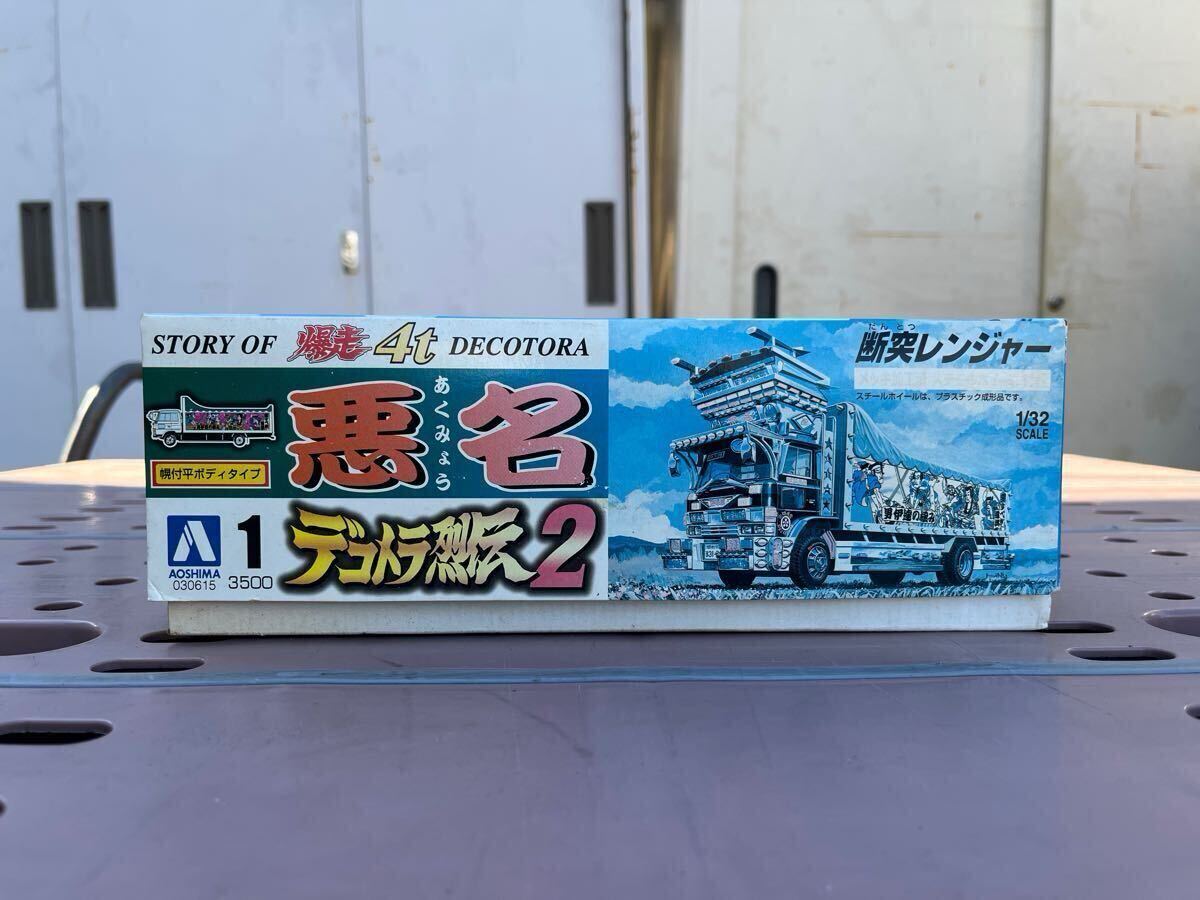 STORY OF 爆走 4t DECOTORA
悪名
あくみょう
幌付平ボディタイプ
AOSHIMA
030615
1
3500
デコトラ烈伝2
だんとつ
断突レンジャー
スチールホイールは、プラスチック成形品です。
1/32
SCALE